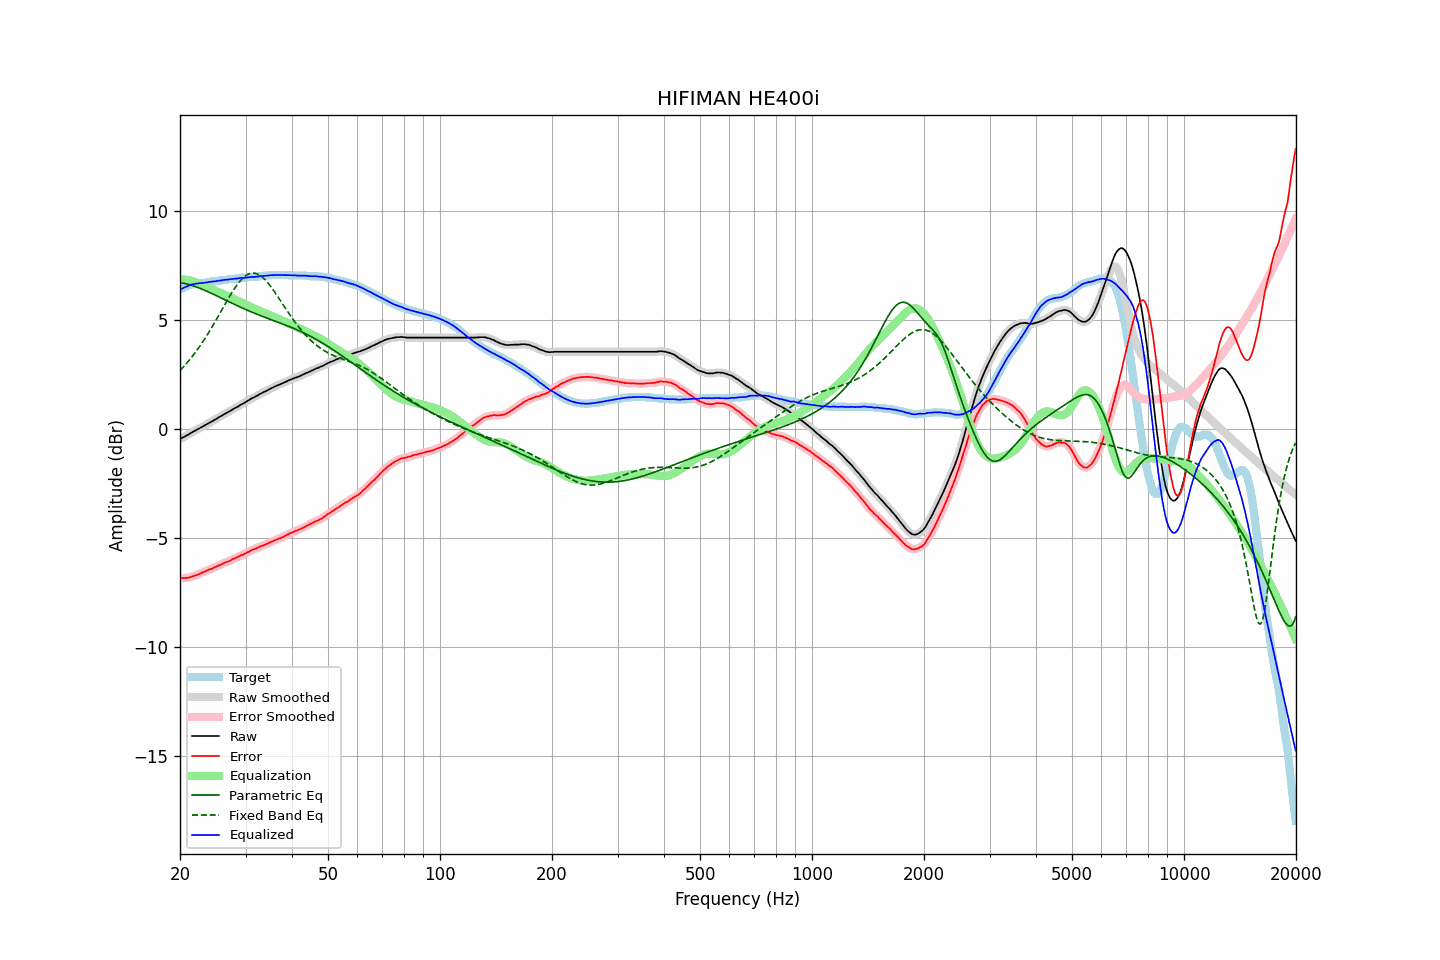 HIFIMAN HE400i
Amplitude (dBr)
10
5
0
−5
−10
−15
Target
Raw Smoothed
Error Smoothed
Raw
Error
Equalization
Parametric Eq
Fixed Band Eq
Equalized
20 50 100 200 500 1000 2000 5000 10000 20000
Frequency (Hz)